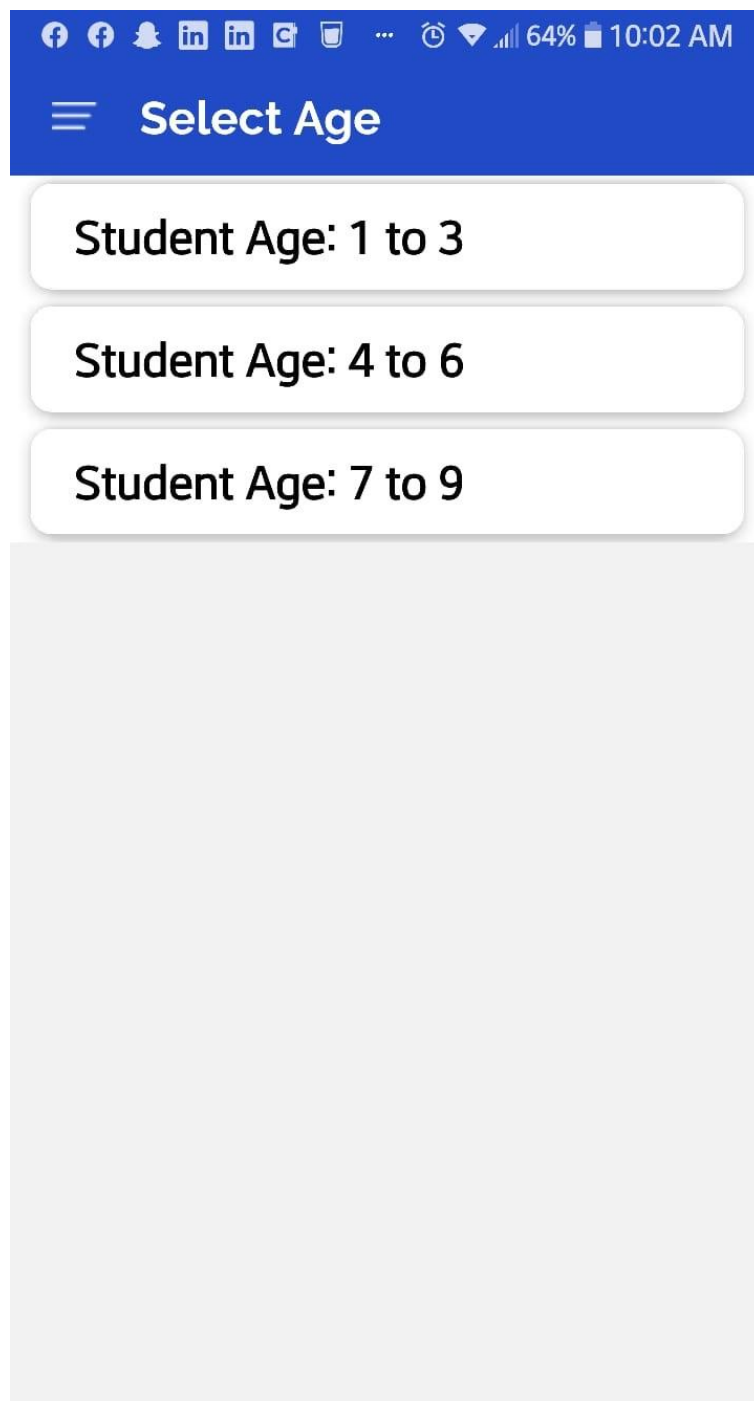 64% 10:02 AM
Select Age
Student Age: 1 to 3
Student Age: 4 to 6
Student Age: 7 to 9